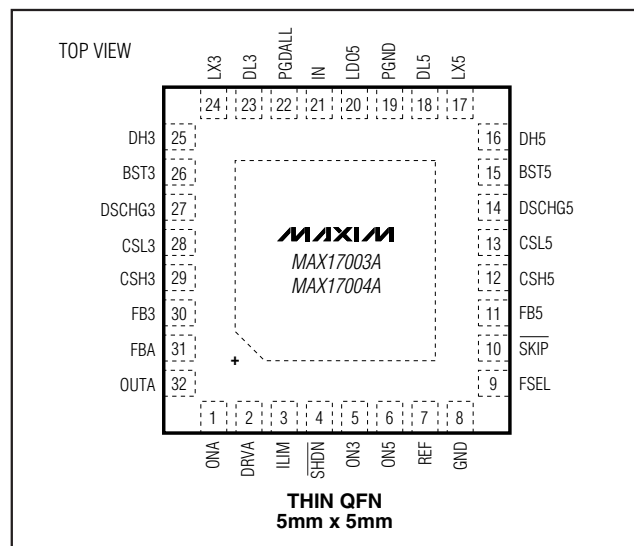 TOP VIEW
LX3
DL3
PGDALL
IN
LDO5
PGND
DL5
LX5
24 23 22 21 20 19 18 17
DH3 25
BST3 26
DSCHG3 27
CSL3 28
CSH3 29
FB3 30
FBA 31
OUTA 32
16 DH5
15 BST5
14 DSCHG5
13 CSL5
12 CSH5
11 FB5
10 SKIP
9 FSEL
MAXIM
MAX17003A
MAX17004A
+
1 2 3 4 5 6 7 8
ONA
DRVA
ILIM
SHDN
ON3
ON5
REF
GND
THIN QFN
5mm x 5mm